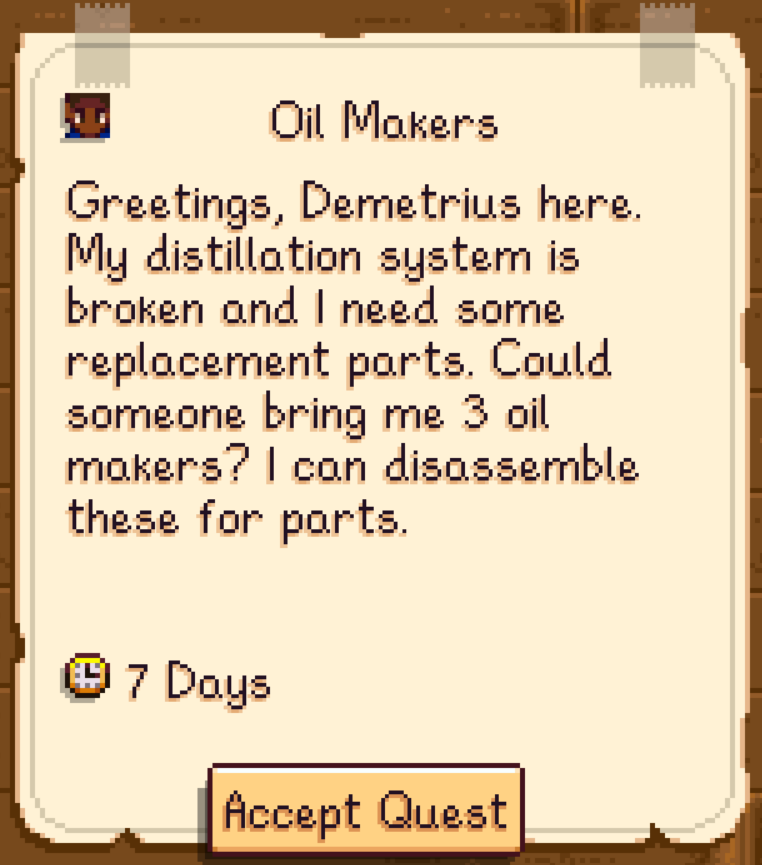 Oil Makers
Greetings, Demetrius here.
My distillation system is
broken and I need some
replacement parts. Could
someone bring me 3 oil
makers? I can disassemble
these for parts.
7 Days
Accept Quest